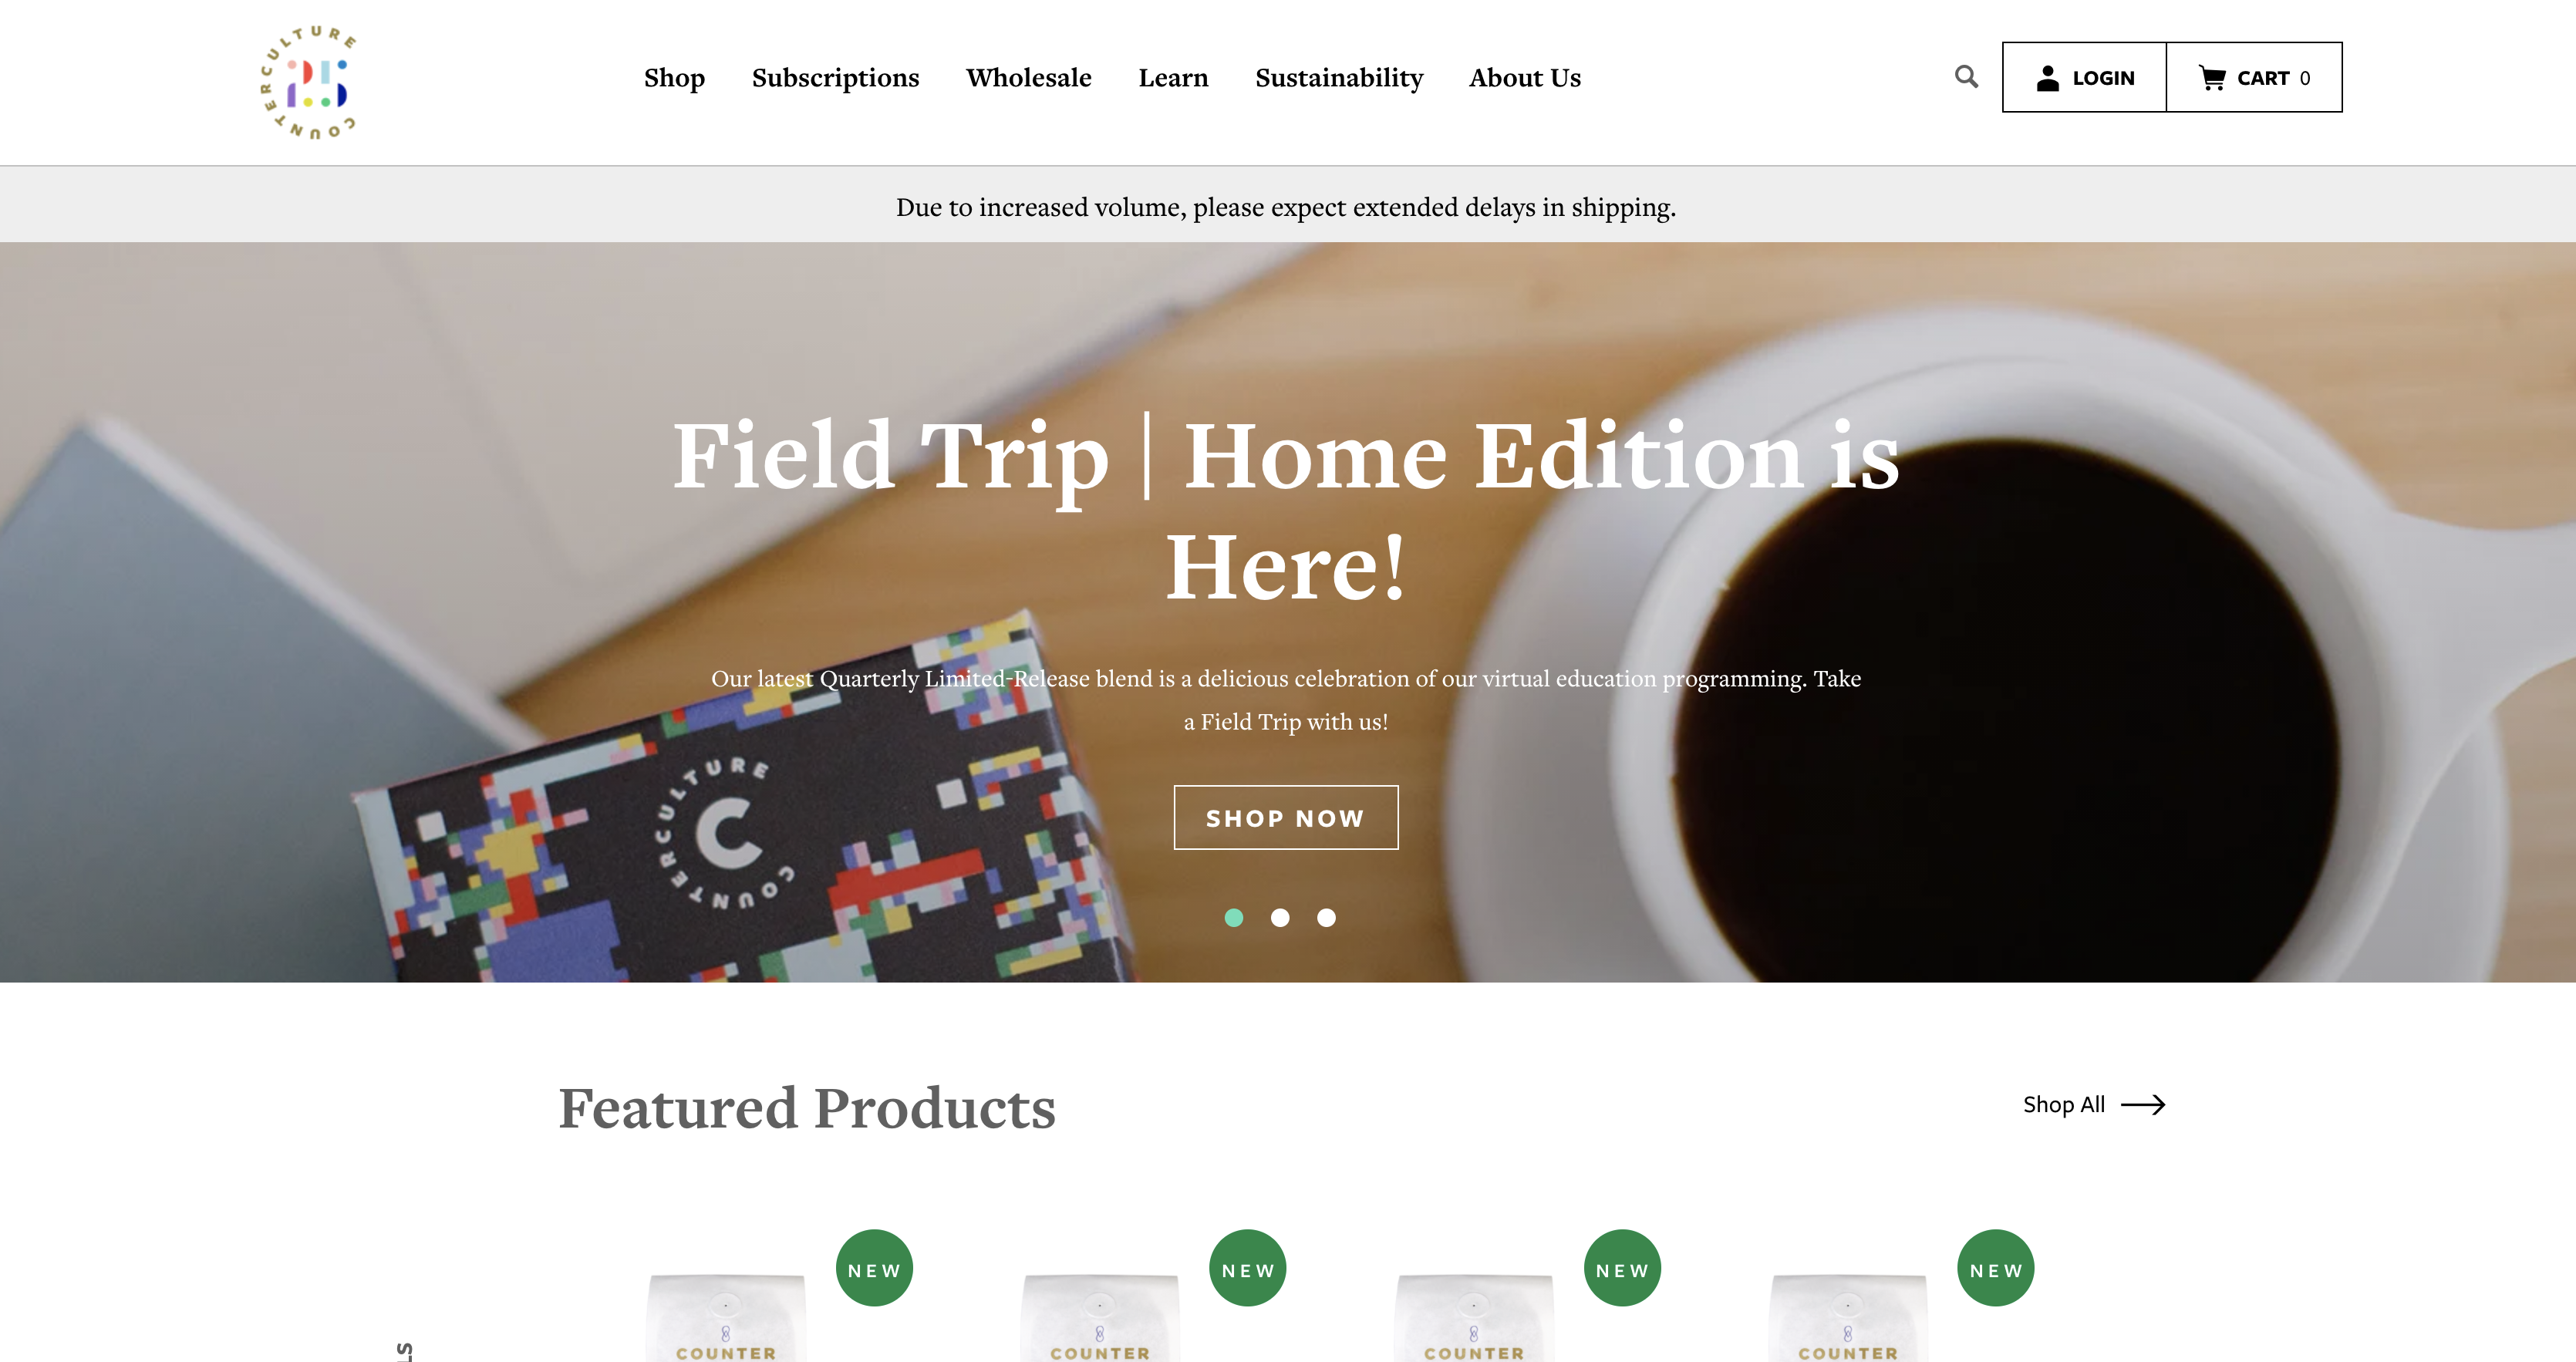 COUNTER CULTURE
25
Shop Subscriptions Wholesale Learn Sustainability About Us
LOGIN CART 0
Due to increased volume, please expect extended delays in shipping.
Field Trip | Home Edition is
Here!
Our latest Quarterly Limited-Release blend is a delicious celebration of our virtual education programming. Take
a Field Trip with us!
COUNTER CULTURE
C
SHOP NOW
Featured Products
Shop All
NEW NEW NEW NEW
COUNTER COUNTER COUNTER COUNTER